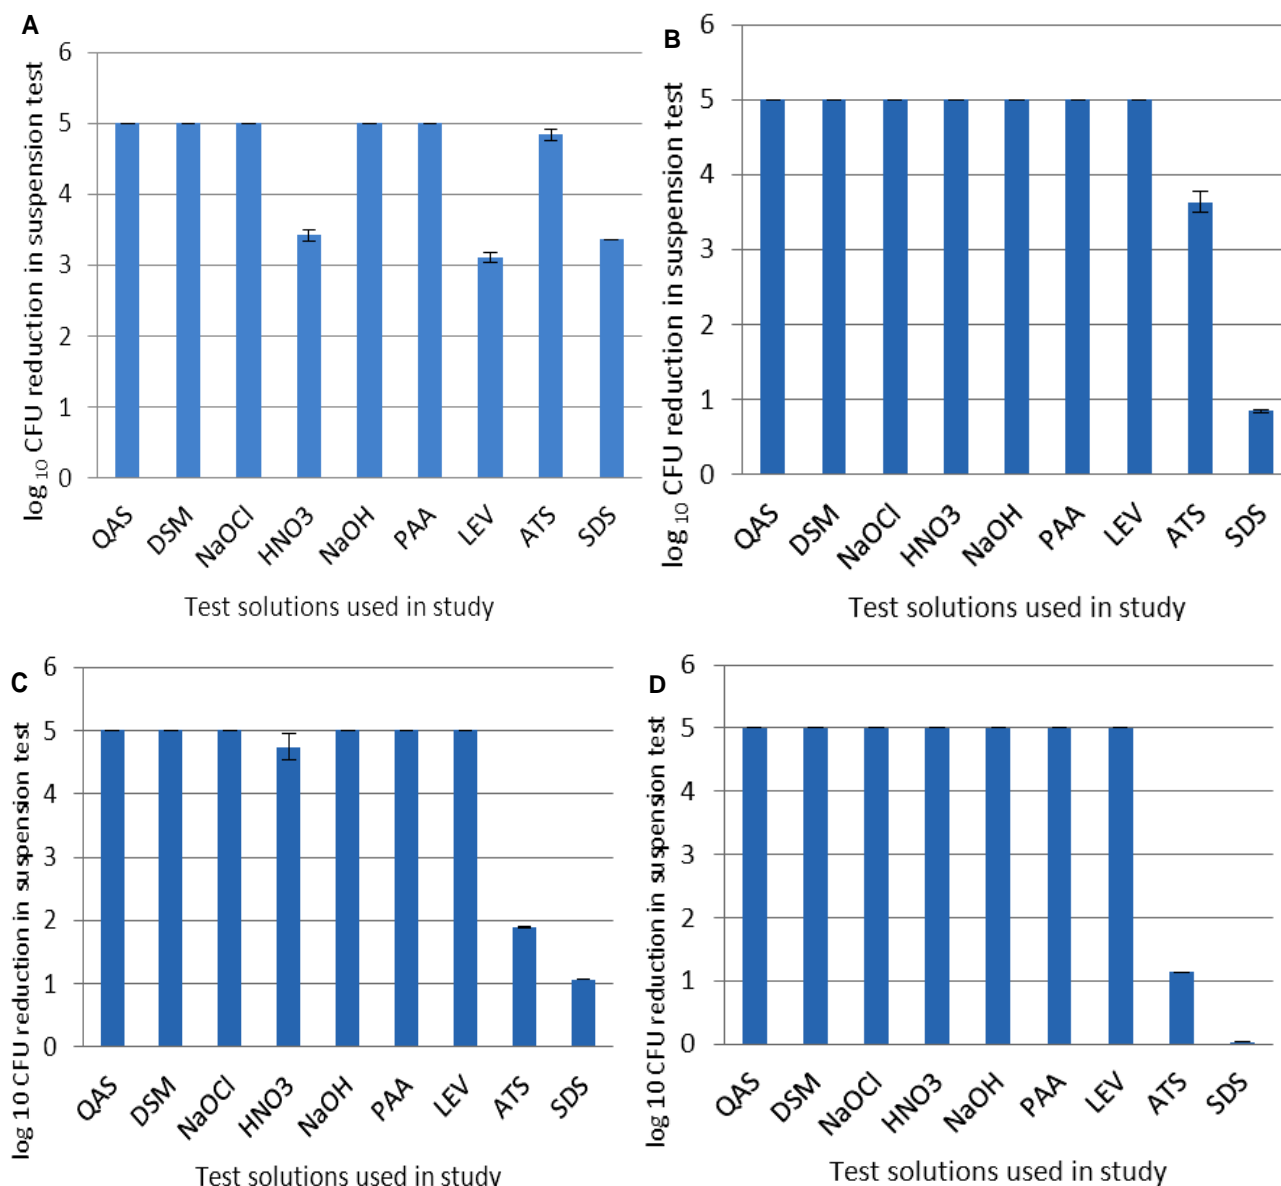 A
log 10 CFU reduction in suspension test
6
5
4
3
2
1
0
QAS DSM NaOCl HNO3 NaOH PAA LEV ATS SDS
Test solutions used in study
B
log 10 CFU reduction in suspension test
6
5
4
3
2
1
0
QAS DSM NaOCl HNO3 NaOH PAA LEV ATS SDS
Test solutions used in study
C
log 10 CFU reduction in suspension test
6
5
4
3
2
1
0
QAS DSM NaOCl HNO3 NaOH PAA LEV ATS SDS
Test solutions used in study
D
log 10 CFU reduction in suspension test
6
5
4
3
2
1
0
QAS DSM NaOCl HNO3 NaOH PAA LEV ATS SDS
Test solutions used in study